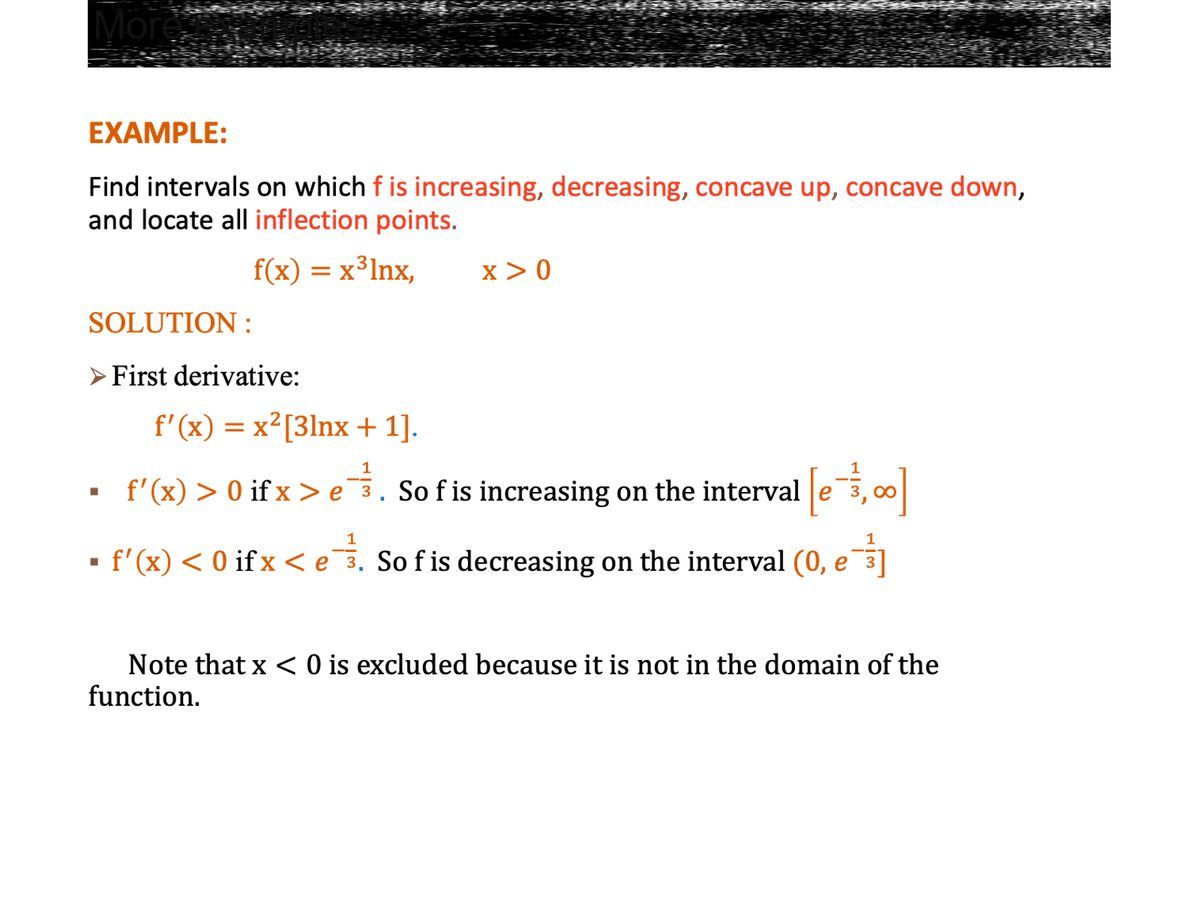 More Examples
EXAMPLE:
Find intervals on which f is increasing, decreasing, concave up, concave down,
and locate all inflection points.
f(x) = x³lnx, x > 0
SOLUTION :
➢ First derivative:
f′(x) = x²[3lnx + 1].
▪ f′(x) > 0 if x > e^{-1/3}. So f is increasing on the interval [e^{-1/3}, ∞]
▪ f′(x) < 0 if x < e^{-1/3}. So f is decreasing on the interval (0, e^{-1/3}]
Note that x < 0 is excluded because it is not in the domain of the
function.